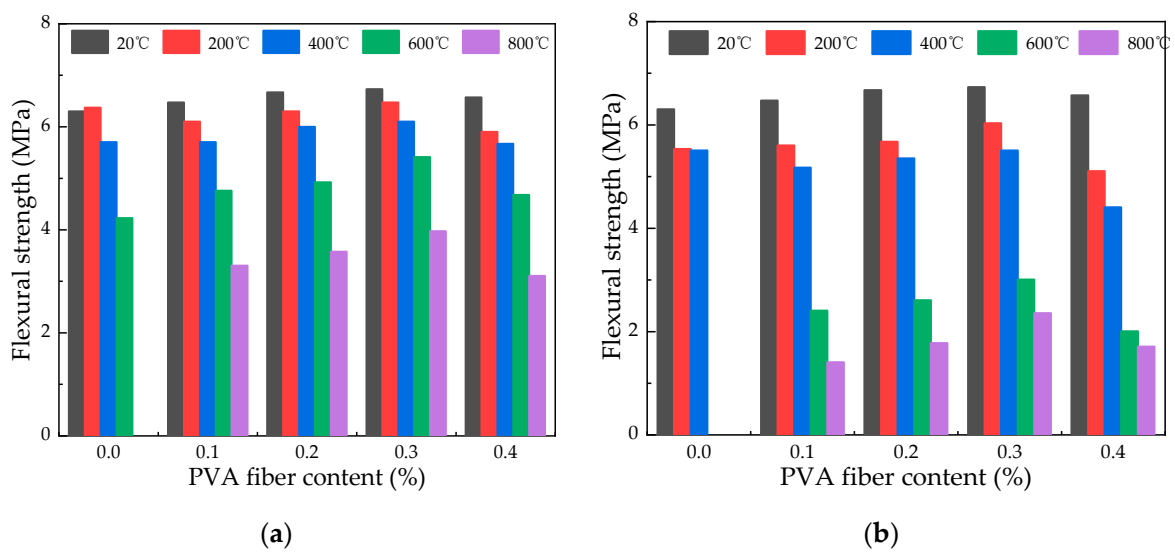 8
20℃ 200℃ 400℃ 600℃ 800℃
6
4
2
0
Flexural strength (MPa)
0.0 0.1 0.2 0.3 0.4
PVA fiber content (%)
(a)
8
20℃ 200℃ 400℃ 600℃ 800℃
6
4
2
0
Flexural strength (MPa)
0.0 0.1 0.2 0.3 0.4
PVA fiber content (%)
(b)